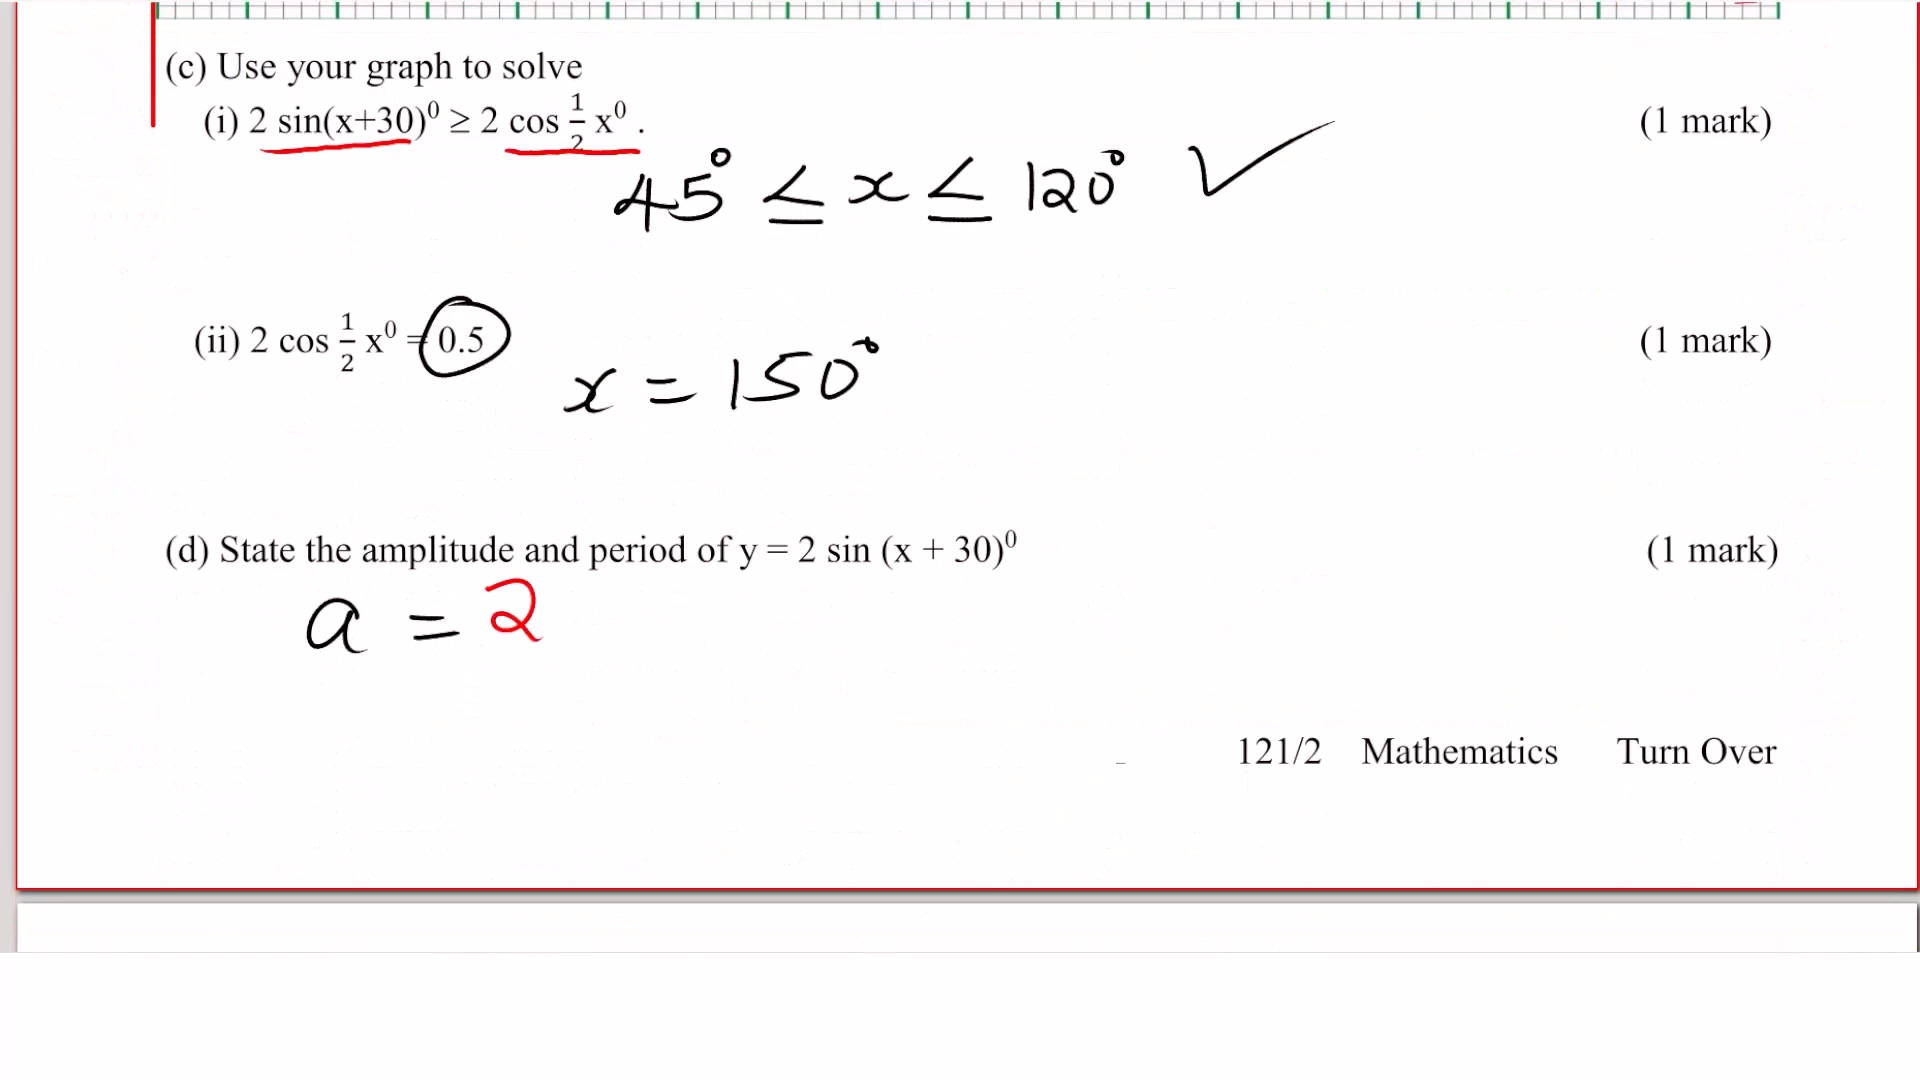 (c) Use your graph to solve
(i) 2 sin(x+30)⁰ ≥ 2 cos ½ x⁰ . (1 mark)
45° ≤ x ≤ 120° ✓
(ii) 2 cos ½ x⁰ = 0.5 (1 mark)
x = 150°
(d) State the amplitude and period of y = 2 sin (x + 30)⁰ (1 mark)
a = 2
121/2 Mathematics Turn Over